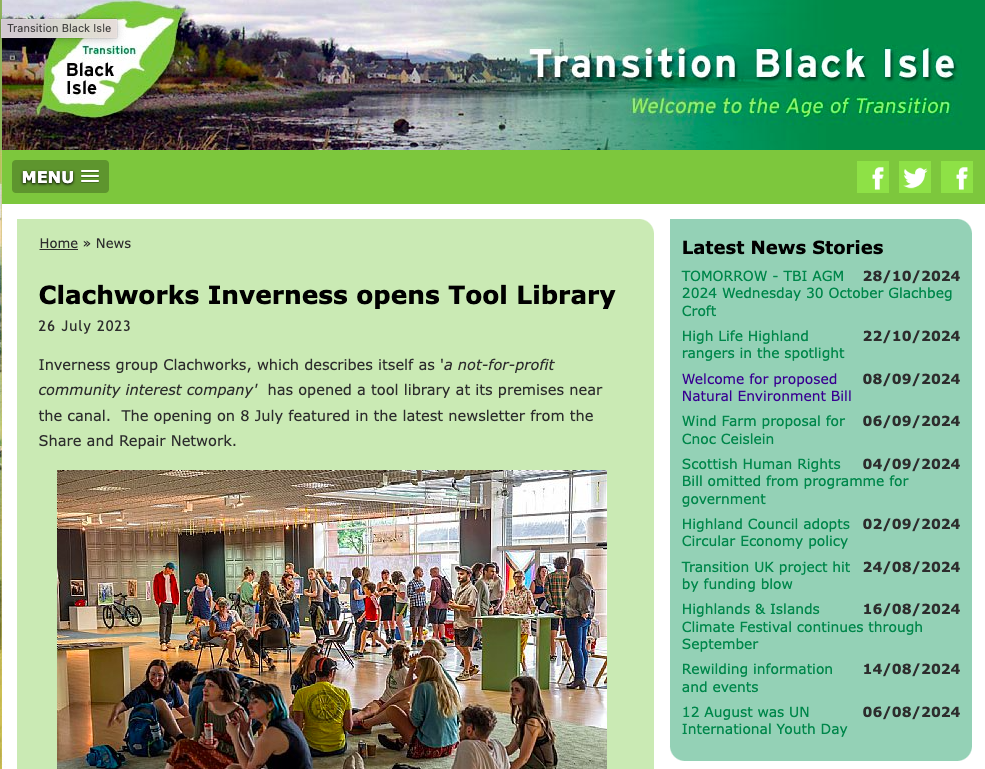 Transition Black Isle
Transition
Black
Isle
Transition Black Isle
Welcome to the Age of Transition
MENU
Home » News
Clachworks Inverness opens Tool Library
26 July 2023
Inverness group Clachworks, which describes itself as 'a not-for-profit
community interest company'  has opened a tool library at its premises near
the canal.  The opening on 8 July featured in the latest newsletter from the
Share and Repair Network.
Latest News Stories
TOMORROW - TBI AGM 28/10/2024
2024 Wednesday 30 October Glachbeg
Croft
High Life Highland 22/10/2024
rangers in the spotlight
Welcome for proposed 08/09/2024
Natural Environment Bill
Wind Farm proposal for 06/09/2024
Cnoc Ceislein
Scottish Human Rights 04/09/2024
Bill omitted from programme for
government
Highland Council adopts 02/09/2024
Circular Economy policy
Transition UK project hit 24/08/2024
by funding blow
Highlands & Islands 16/08/2024
Climate Festival continues through
September
Rewilding information 14/08/2024
and events
12 August was UN 06/08/2024
International Youth Day